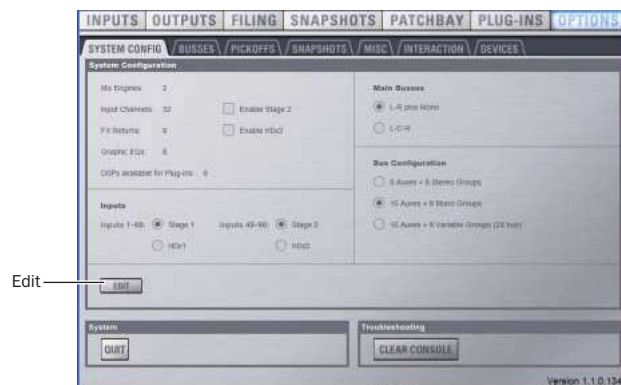 INPUTS OUTPUTS FILING SNAPSHOTS PATCHBAY PLUG-INS OPTIONS
SYSTEM CONFIG BUSSES PICKOFFS SNAPSHOTS MISC INTERACTION DEVICES
System Configuration
Mix Engines: 2
Input Channels: 32 Enable Stage 2
FX Returns: 8 Enable HDx2
Graphic EQs: 8
DSPs available for Plug-ins: 6
Inputs
Inputs 1-48: Stage 1 Inputs 49-96: Stage 2
HDx1 HDx2
Main Busses
L-R plus Mono
L-C-R
Bus Configuration
8 Auxes + 8 Stereo Groups
16 Auxes + 8 Mono Groups
16 Auxes + 8 Variable Groups (24 bus)
Edit
EDIT
System
QUIT
Troubleshooting
CLEAR CONSOLE
Version 1.1.0.134